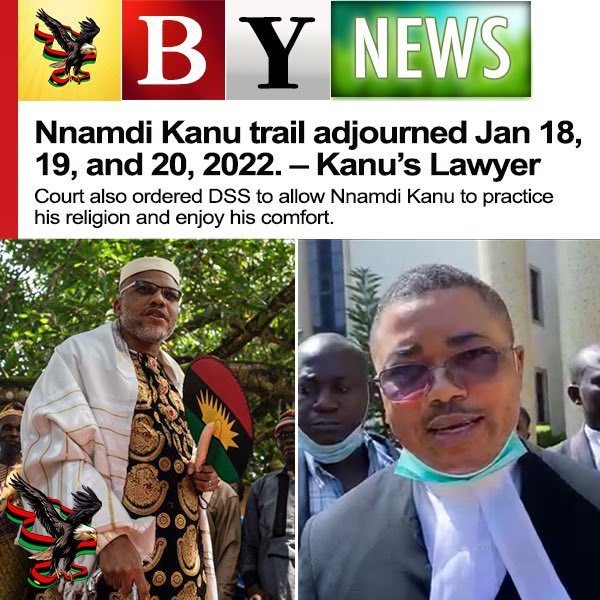 B Y NEWS
Nnamdi Kanu trail adjourned Jan 18,
19, and 20, 2022. – Kanu's Lawyer
Court also ordered DSS to allow Nnamdi Kanu to practice
his religion and enjoy his comfort.